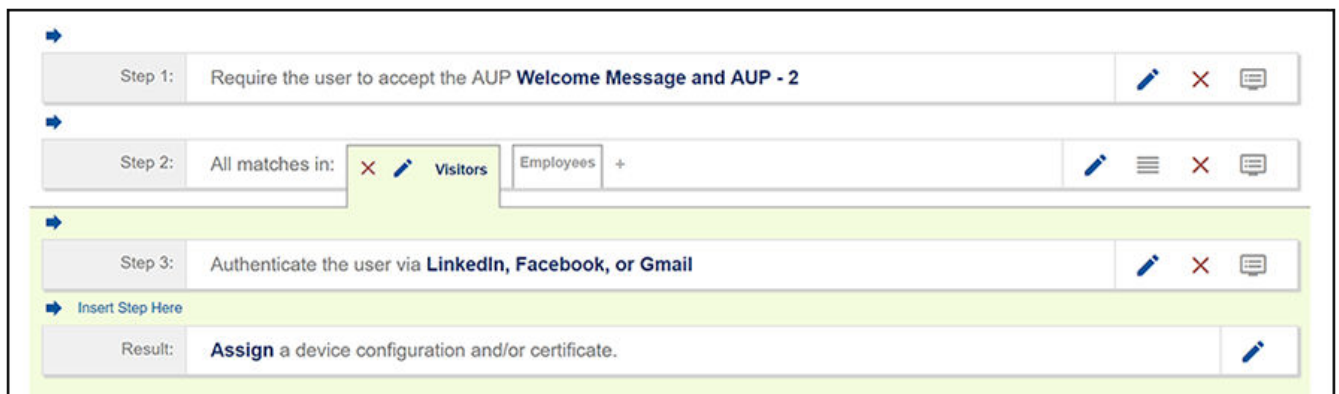 Step 1: Require the user to accept the AUP Welcome Message and AUP - 2
Step 2: All matches in: Visitors Employees +
Step 3: Authenticate the user via LinkedIn, Facebook, or Gmail
Insert Step Here
Result: Assign a device configuration and/or certificate.